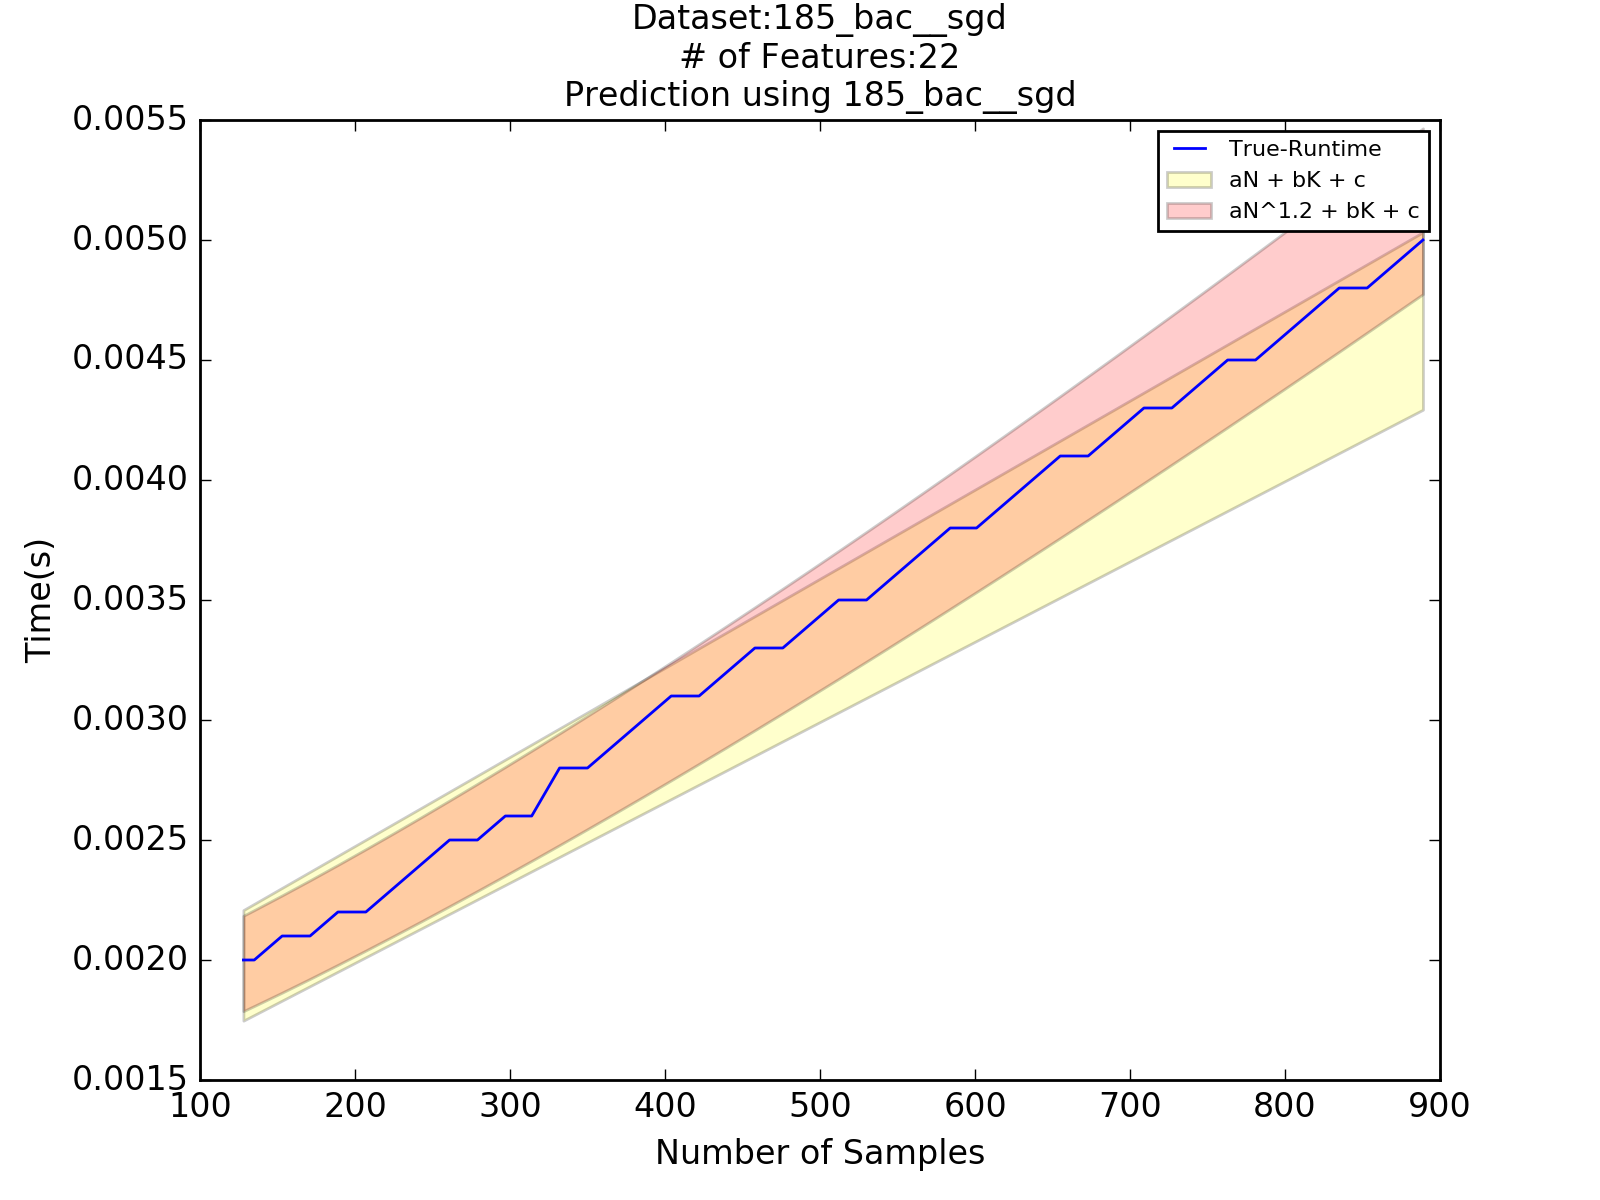 Dataset:185_bac__sgd
# of Features:22
Prediction using 185_bac__sgd
0.0055
0.0050
0.0045
0.0040
0.0035
0.0030
0.0025
0.0020
0.0015
Time(s)
True-Runtime
aN + bK + c
aN^1.2 + bK + c
100 200 300 400 500 600 700 800 900
Number of Samples